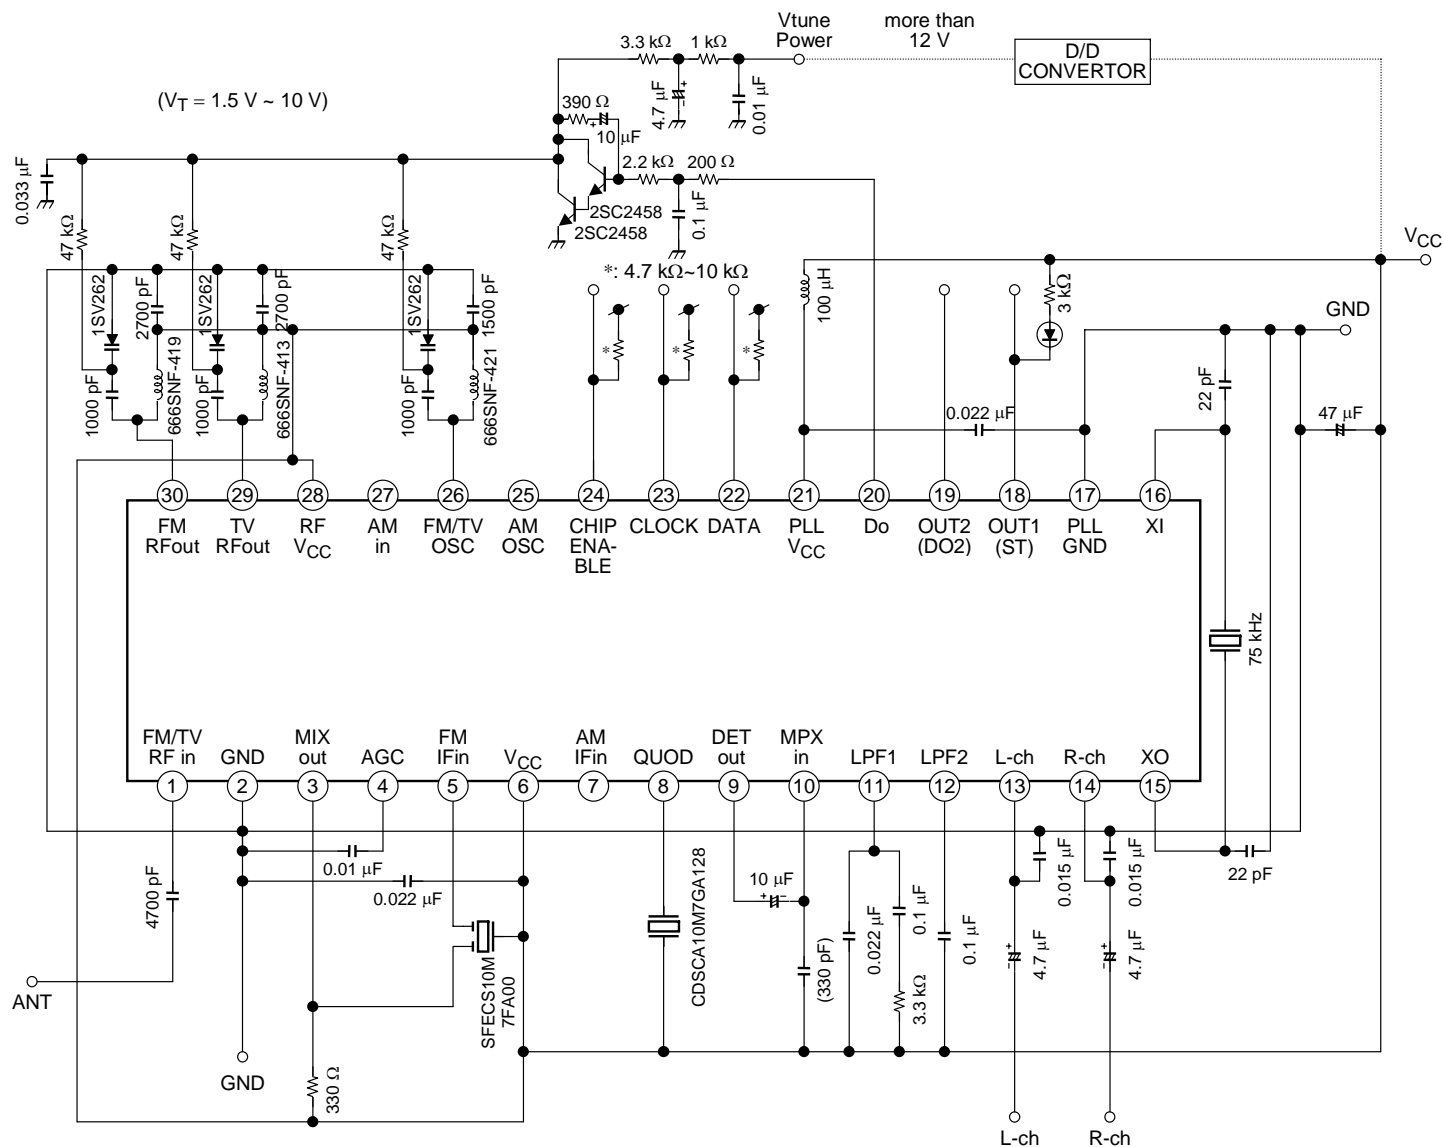 Vtune
Power
more than
12 V
D/D
CONVERTOR
3.3 kΩ
1 kΩ
4.7 μF
+
−
0.01 μF
(VT = 1.5 V ~ 10 V)
390 Ω
+
10 μF
2.2 kΩ
200 Ω
0.1 μF
2SC2458
2SC2458
0.033 μF
47 kΩ
47 kΩ
47 kΩ
VCC
*: 4.7 kΩ~10 kΩ
1SV262
2700 pF
1SV262
2700 pF
1SV262
1500 pF
*
*
*
100 μH
3 kΩ
GND
1000 pF
666SNF-419
1000 pF
666SNF-413
1000 pF
666SNF-421
0.022 μF
22 pF
47 μF
30
29
28
27
26
25
24
23
22
21
20
19
18
17
16
FM
RFout
TV
RFout
RF
VCC
AM
in
FM/TV
OSC
AM
OSC
CHIP
ENA-
BLE
CLOCK
DATA
PLL
VCC
Do
OUT2
(DO2)
OUT1
(ST)
PLL
GND
XI
75 kHz
FM/TV
RF in
GND
MIX
out
AGC
FM
IFin
VCC
AM
IFin
QUOD
DET
out
MPX
in
LPF1
LPF2
L-ch
R-ch
XO
1
2
3
4
5
6
7
8
9
10
11
12
13
14
15
4700 pF
0.01 μF
0.022 μF
SFECS10M
7FA00
CDSCA10M7GA128
10 μF
+
−
(330 pF)
0.022 μF
0.1 μF
3.3 kΩ
0.1 μF
0.015 μF
0.015 μF
22 pF
−
+
4.7 μF
−
+
4.7 μF
ANT
GND
330 Ω
L-ch
R-ch